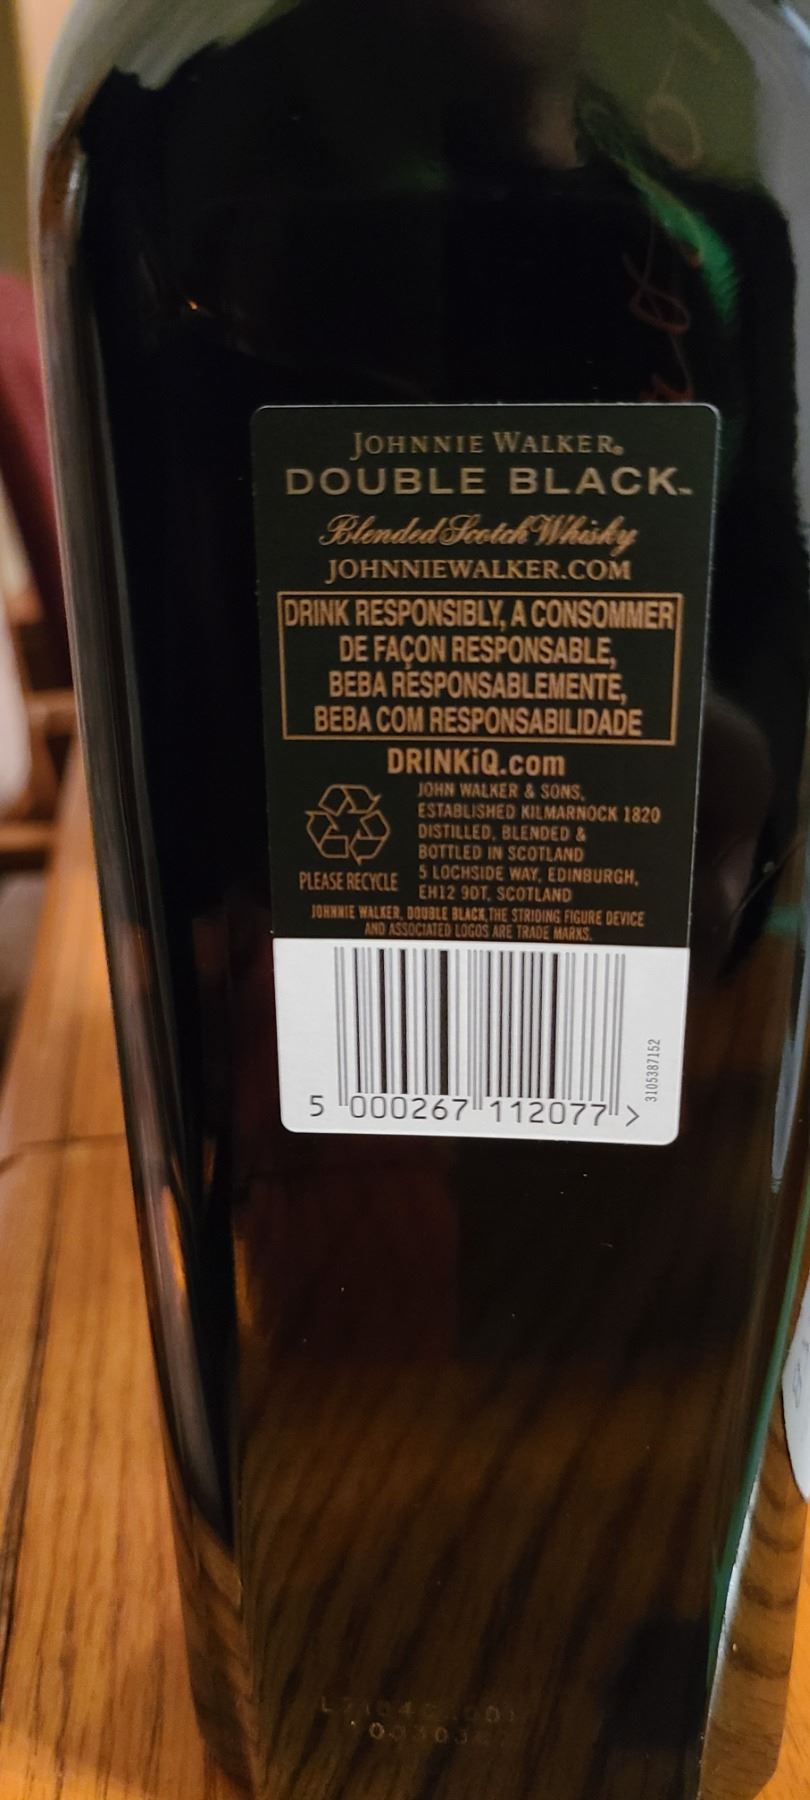 JOHNNIE WALKER®
DOUBLE BLACK™
Blended Scotch Whisky
JOHNNIEWALKER.COM
DRINK RESPONSIBLY, A CONSOMMER
DE FAÇON RESPONSABLE,
BEBA RESPONSABLEMENTE,
BEBA COM RESPONSABILIDADE
DRINKiQ.com
JOHN WALKER & SONS,
ESTABLISHED KILMARNOCK 1820
DISTILLED, BLENDED &
BOTTLED IN SCOTLAND
5 LOCHSIDE WAY, EDINBURGH,
EH12 9DT, SCOTLAND
PLEASE RECYCLE
JOHNNIE WALKER, DOUBLE BLACK, THE STRIDING FIGURE DEVICE
AND ASSOCIATED LOGOS ARE TRADE MARKS.
3105387152
5 000267 112077 >